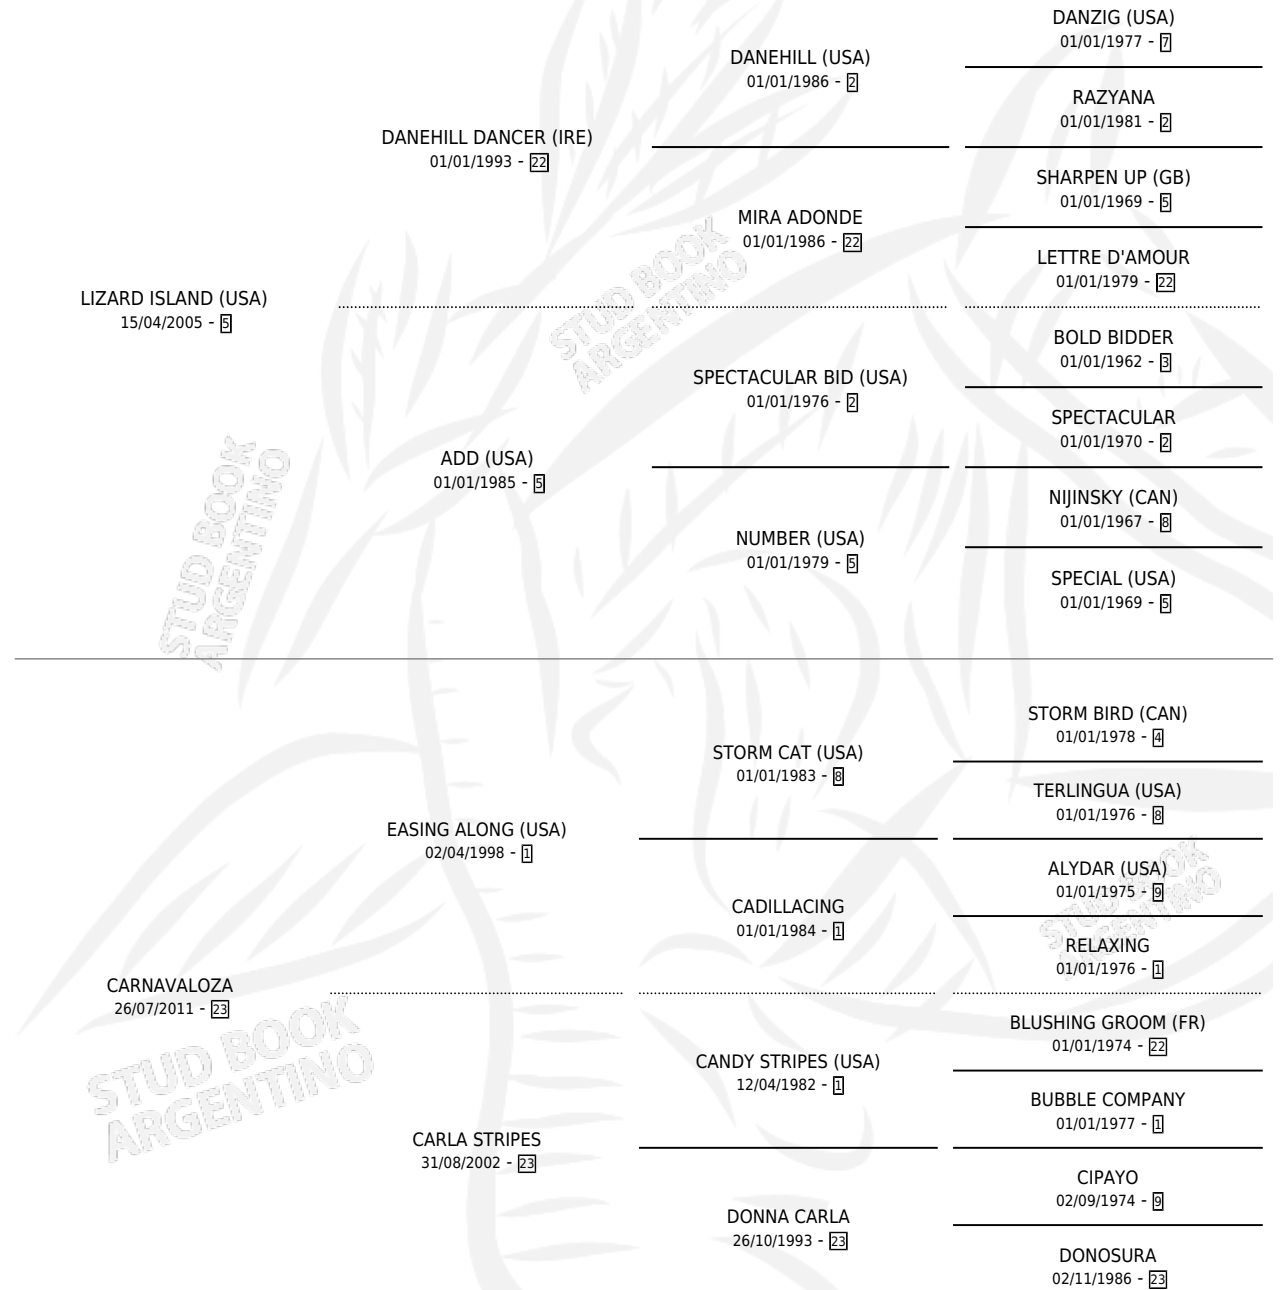 DANZIG (USA)
01/01/1977 - 7
DANEHILL (USA)
01/01/1986 - 2
RAZYANA
01/01/1981 - 2
DANEHILL DANCER (IRE)
01/01/1993 - 22
SHARPEN UP (GB)
01/01/1969 - 5
MIRA ADONDE
01/01/1986 - 22
LETTRE D'AMOUR
01/01/1979 - 22
LIZARD ISLAND (USA)
15/04/2005 - 5
BOLD BIDDER
01/01/1962 - 3
SPECTACULAR BID (USA)
01/01/1976 - 2
SPECTACULAR
01/01/1970 - 2
ADD (USA)
01/01/1985 - 5
NIJINSKY (CAN)
01/01/1967 - 8
NUMBER (USA)
01/01/1979 - 5
SPECIAL (USA)
01/01/1969 - 5
STORM BIRD (CAN)
01/01/1978 - 4
STORM CAT (USA)
01/01/1983 - 8
TERLINGUA (USA)
01/01/1976 - 8
EASING ALONG (USA)
02/04/1998 - 1
ALYDAR (USA)
01/01/1975 - 9
CADILLACING
01/01/1984 - 1
RELAXING
01/01/1976 - 1
CARNAVALOZA
26/07/2011 - 23
BLUSHING GROOM (FR)
01/01/1974 - 22
CANDY STRIPES (USA)
12/04/1982 - 1
BUBBLE COMPANY
01/01/1977 - 1
CARLA STRIPES
31/08/2002 - 23
CIPAYO
02/09/1974 - 9
DONNA CARLA
26/10/1993 - 23
DONOSURA
02/11/1986 - 23
STUD BOOK
ARGENTINO
STUD BOOK
ARGENTINO
STUD BOOK
ARGENTINO
STUD BOOK
ARGENTINO